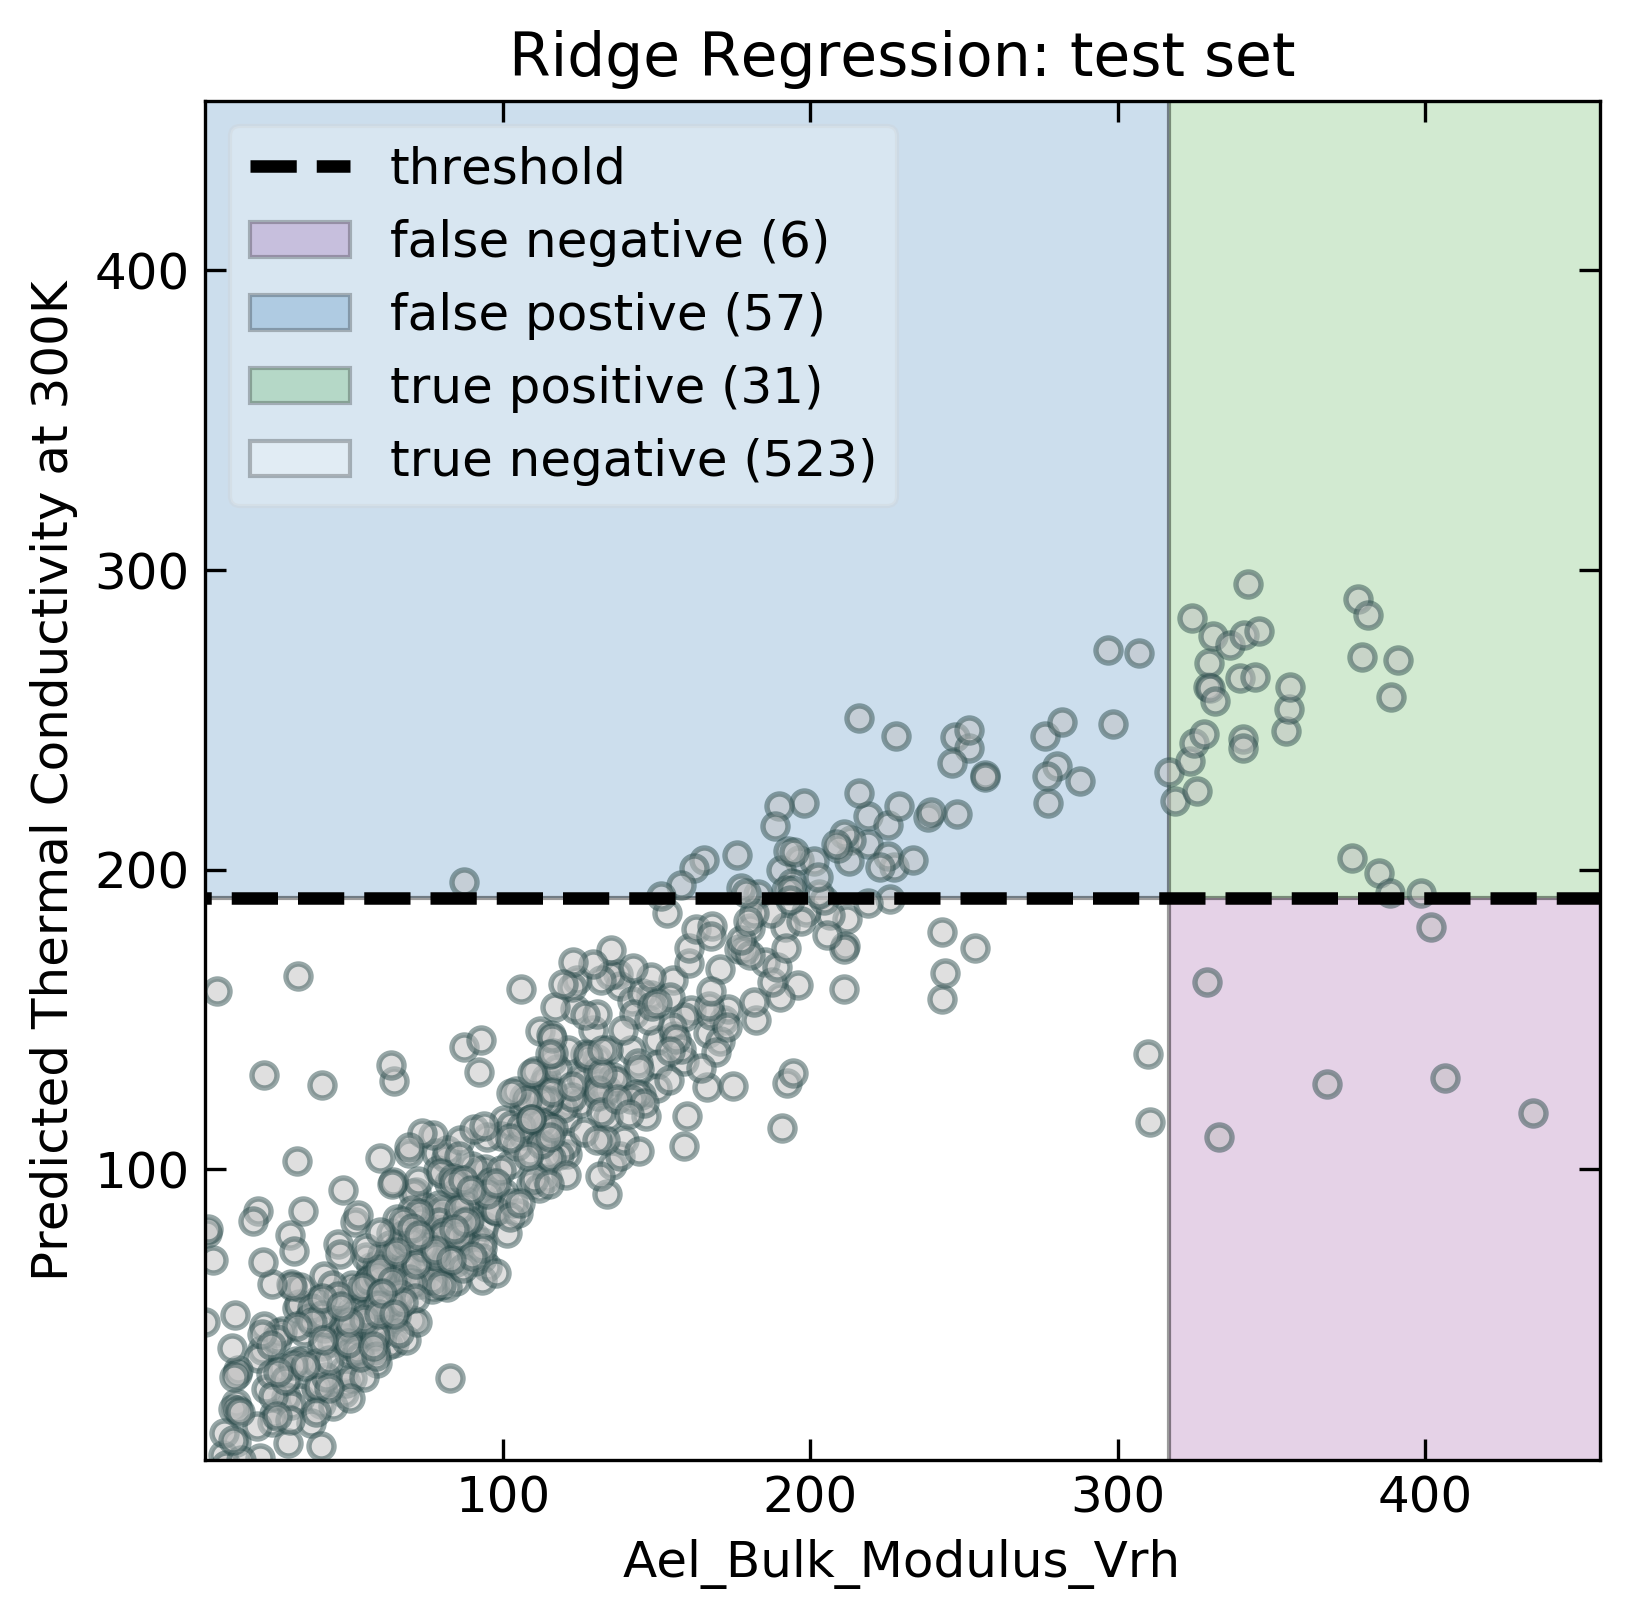 Ridge Regression: test set
threshold
false negative (6)
false postive (57)
true positive (31)
true negative (523)
Predicted Thermal Conductivity at 300K
400
300
200
100
100
200
300
400
Ael_Bulk_Modulus_Vrh